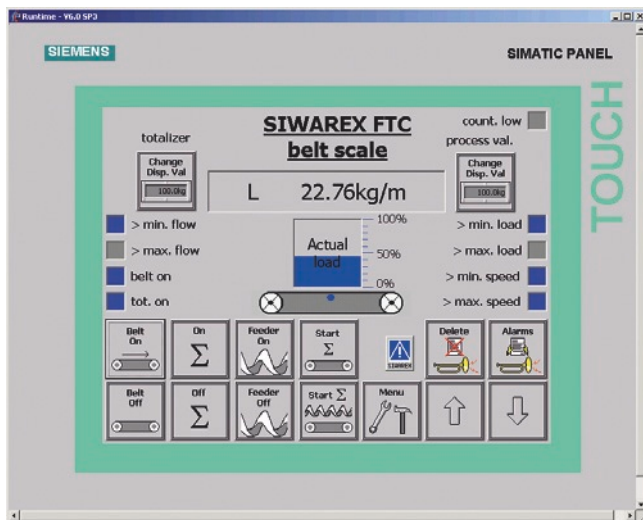 Runtime - V6.0 SP3
SIEMENS
SIMATIC PANEL
TOUCH
SIWAREX FTC
belt scale
count. low
totalizer
process val.
Change
Disp. Val
100.0kg
Change
Disp. Val
100.0kg
L 22.76kg/m
> min. flow
> max. flow
belt on
tot. on
100%
50%
0%
Actual
load
> min. load
> max. load
> min. speed
> max. speed
Belt
On
On
Σ
Feeder
On
Start
Σ
SIWAREX
Delete
Alarms
Belt
Off
Off
Σ
Feeder
Off
Start Σ
Menu